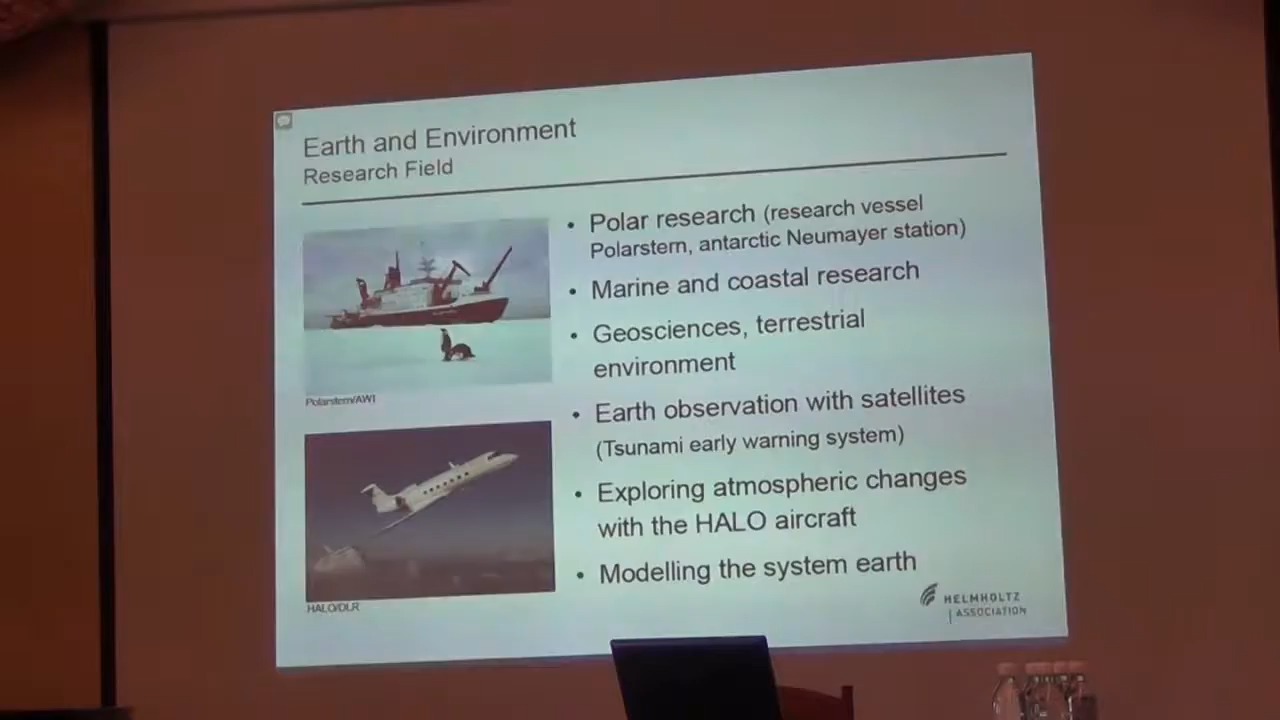 Earth and Environment
Research Field
• Polar research (research vessel
Polarstern, antarctic Neumayer station)
• Marine and coastal research
• Geosciences, terrestrial
environment
• Earth observation with satellites
(Tsunami early warning system)
• Exploring atmospheric changes
with the HALO aircraft
• Modelling the system earth
Polarstern/AWI
HALO/DLR
HELMHOLTZ
| ASSOCIATION